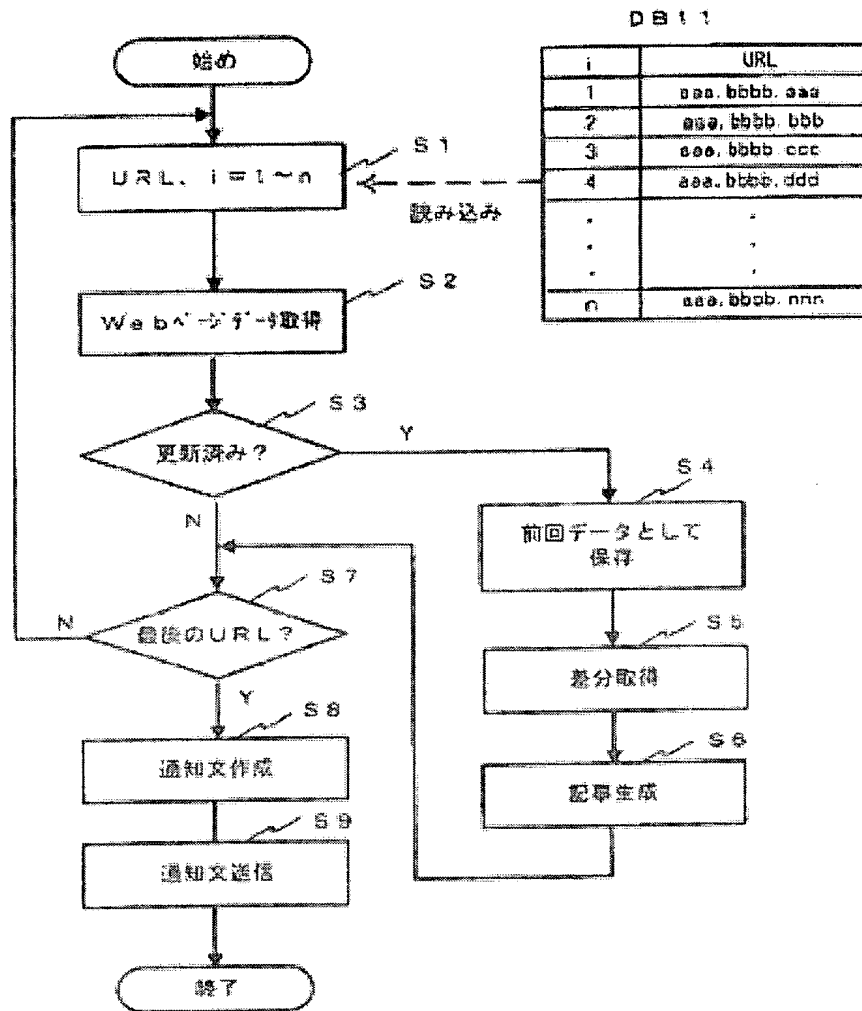 DB11
始め
i URL
1 aaa.bbbb.aaa
2 aaa.bbbb.bbb
3 aaa.bbbb.ccc
4 aaa.bbbb.ddd
n aaa.bbbb.nnn
S1
URL、i=1~n
読み込み
S2
Webページデータ取得
S3
更新済み?
Y
N
S4
前回データとして
保存
S7
最後のURL?
N
Y
S5
差分取得
S8
通知文作成
S6
記事生成
S9
通知文送信
終了